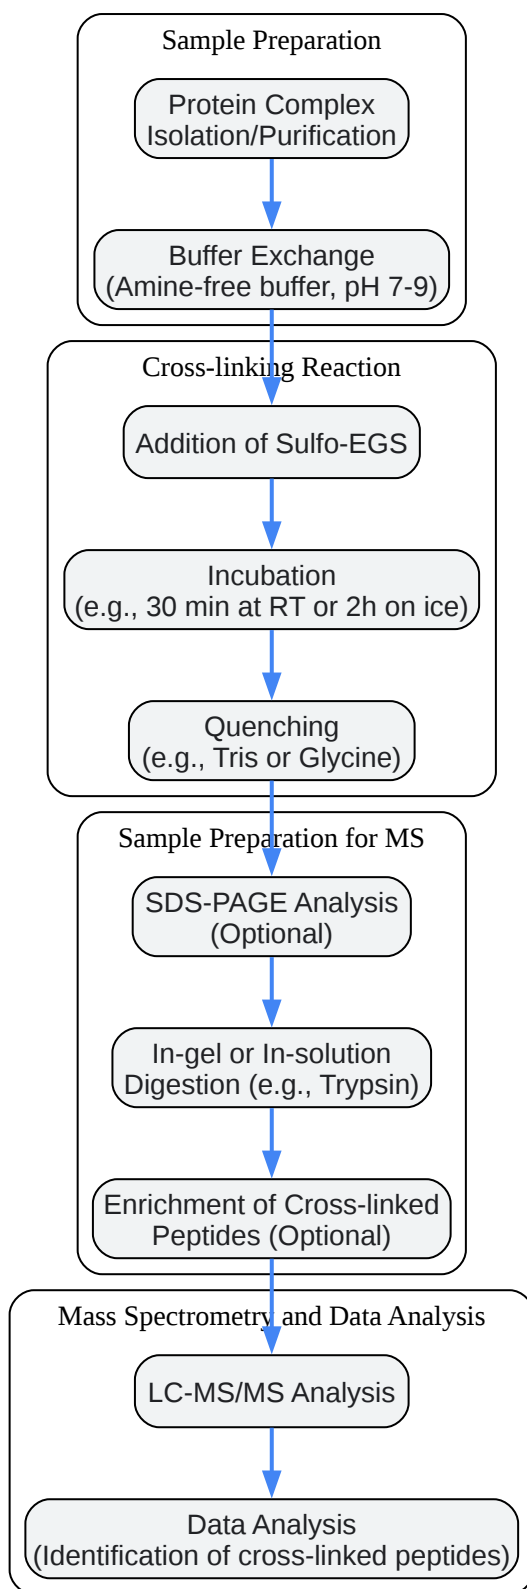 Sample Preparation
Protein Complex
Isolation/Purification
Buffer Exchange
(Amine-free buffer, pH 7-9)
Cross-linking Reaction
Addition of Sulfo-EGS
Incubation
(e.g., 30 min at RT or 2h on ice)
Quenching
(e.g., Tris or Glycine)
Sample Preparation for MS
SDS-PAGE Analysis
(Optional)
In-gel or In-solution
Digestion (e.g., Trypsin)
Enrichment of Cross-linked
Peptides (Optional)
Mass Spectrometry and Data Analysis
LC-MS/MS Analysis
Data Analysis
(Identification of cross-linked peptides)